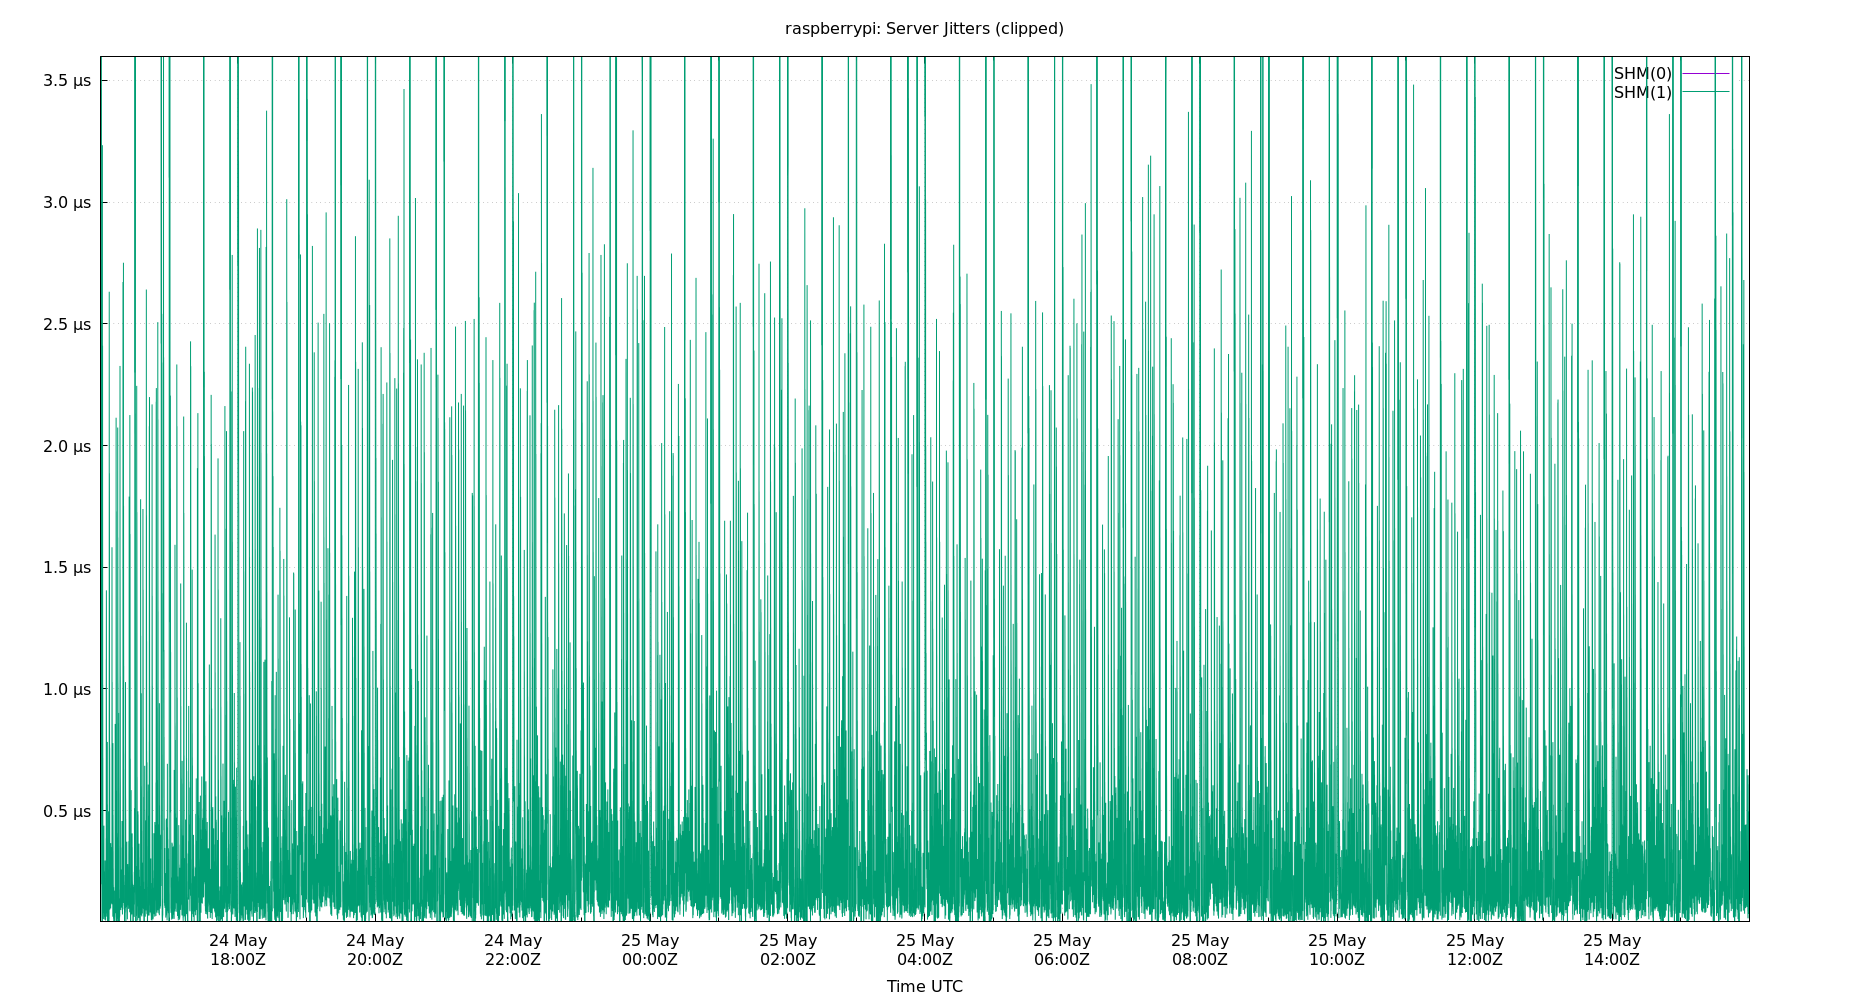 raspberrypi: Server Jitters (clipped)
SHM(0)
SHM(1)
3.5 µs
3.0 µs
2.5 µs
2.0 µs
1.5 µs
1.0 µs
0.5 µs
24 May 24 May 24 May 25 May 25 May 25 May 25 May 25 May 25 May 25 May 25 May
18:00Z 20:00Z 22:00Z 00:00Z 02:00Z 04:00Z 06:00Z 08:00Z 10:00Z 12:00Z 14:00Z
Time UTC